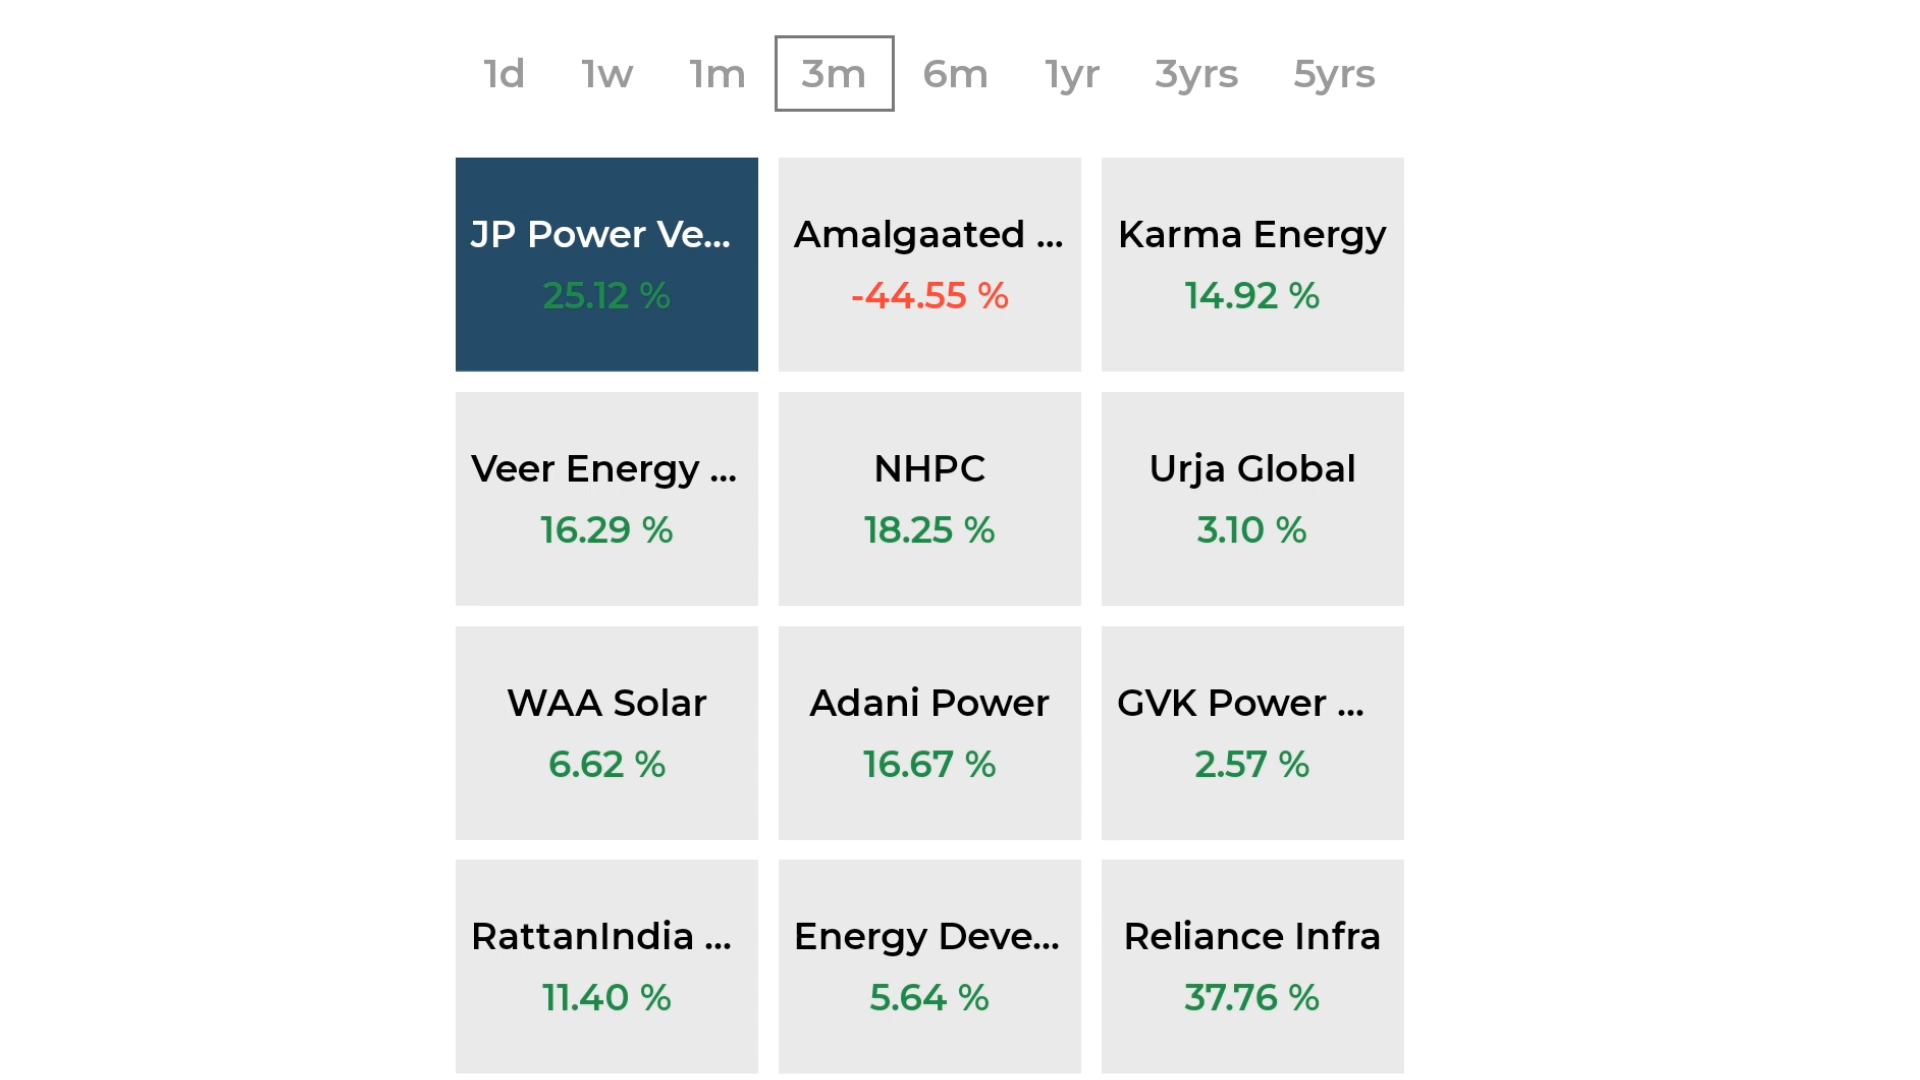 1d 1w 1m 3m 6m 1yr 3yrs 5yrs
JP Power Ve... Amalgaated ... Karma Energy
25.12 % -44.55 % 14.92 %
Veer Energy ... NHPC Urja Global
16.29 % 18.25 % 3.10 %
WAA Solar Adani Power GVK Power ...
6.62 % 16.67 % 2.57 %
RattanIndia ... Energy Deve... Reliance Infra
11.40 % 5.64 % 37.76 %